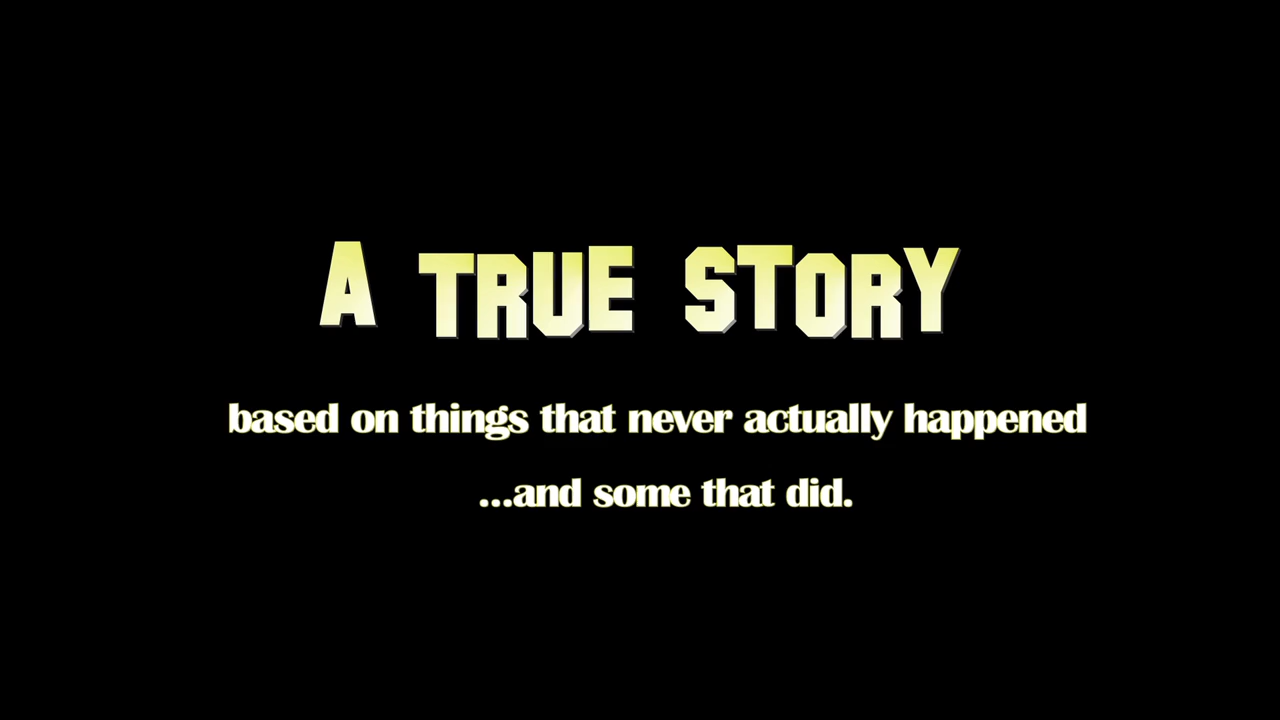 A TRUE STORY
based on things that never actually happened
...and some that did.